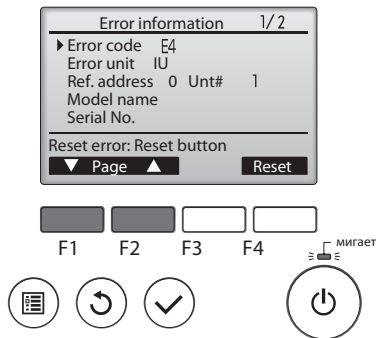 Error information 1/2
Error code E4
Error unit IU
Ref. address 0 Unt# 1
Model name
Serial No.
Reset error: Reset button
▼ Page ▲ Reset
F1 F2 F3 F4
мигает